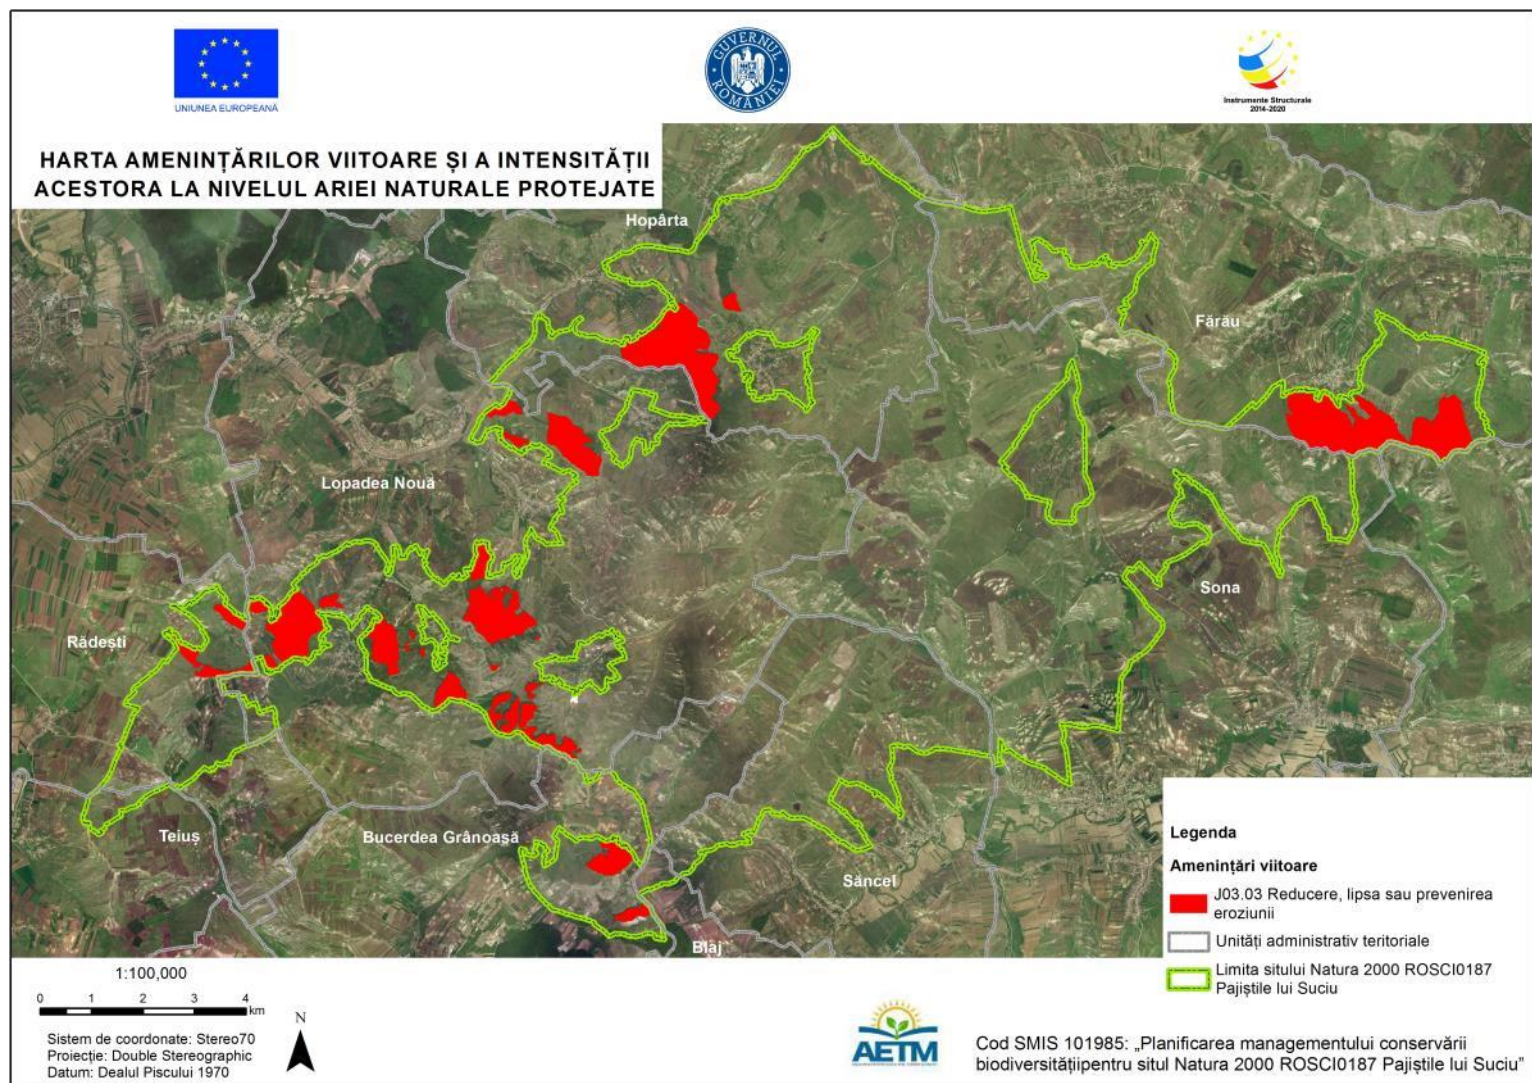 UNIUNEA EUROPEANĂ
GUVERNUL ROMÂNIEI
Instrumente Structurale
2014-2020
HARTA AMENINȚĂRILOR VIITOARE ȘI A INTENSITĂȚII
ACESTORA LA NIVELUL ARIEI NATURALE PROTEJATE
Hopârta
Fărău
Lopadea Nouă
Sona
Rădești
Teiuș
Bucerdea Grânoașă
Săncel
Blaj
Legenda
Amenințări viitoare
J03.03 Reducere, lipsa sau prevenirea
eroziunii
Unități administrativ teritoriale
Limita sitului Natura 2000 ROSCI0187
Pajiștile lui Suciu
1:100,000
0 1 2 3 4
km
N
Sistem de coordonate: Stereo70
Proiecție: Double Stereographic
Datum: Dealul Piscului 1970
AETM
Cod SMIS 101985: „Planificarea managementului conservării
biodiversitățiipentru situl Natura 2000 ROSCI0187 Pajiștile lui Suciu”